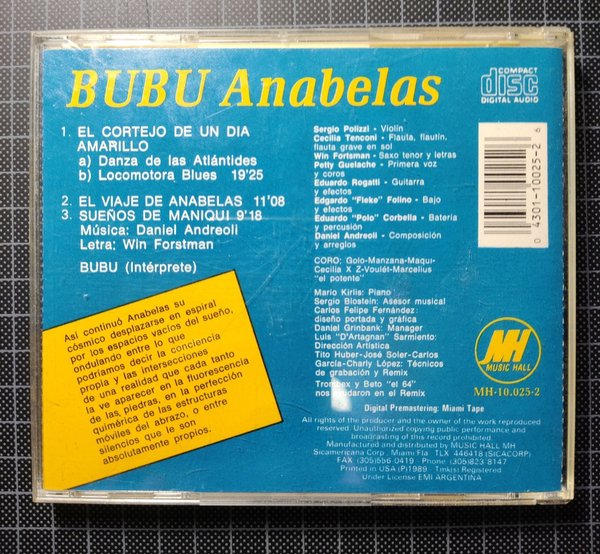 BUBU Anabelas
COMPACT
disc
DIGITAL AUDIO
1. EL CORTEJO DE UN DIA
AMARILLO
a) Danza de las Atlántides
b) Locomotora Blues 19'25
2. EL VIAJE DE ANABELAS 11'08
3. SUEÑOS DE MANIQUI 9'18
Música: Daniel Andreoli
Letra: Win Forstman
BUBU (Intérprete)
Así continuó Anabelas su
cósmico desplazarse en espiral
por los espacios vacíos del sueño,
ondulando entre lo que
podríamos decir la conciencia
propia y las intersecciones
de una realidad que cada tanto
la ve aparecer en la fluorescencia
de las piedras, en la perfección
quimérica de las estructuras
móviles del abrazo, o entre
silencios que le son
absolutamente propios.
Sergio Polizzi - Violín
Cecilia Tenconi - Flauta, flautín,
flauta grave en sol
Win Fortsman - Saxo tenor y letras
Petty Guelache - Primera voz
y coros
Eduardo Rogatti - Guitarra
y efectos
Edgardo "Fleke" Folino - Bajo
y efectos
Eduardo "Polo" Corbella - Batería
y percusión
Daniel Andreoli - Composición
y arreglos
CORO: Golo-Manzana-Maqui-
Cecilia X Z-Voulét-Marcelius
"el potente"
Mario Kirlis: Piano
Sergio Blostein: Asesor musical
Carlos Felipe Fernández:
diseño portada y gráfica
Daniel Grinbank: Manager
Luis "D'Artagnan" Sarmiento:
Dirección Artística
Tito Huber-José Soler-Carlos
García-Charly López: Técnicos
de grabación y Remix
Trombex y Beto "el 64"
nos ayudaron en el Remix
Digital Premastering: Miami Tape
All rights of the producer and the owner of the work reproduced
reserved. Unauthorized copying public performance and
broadcasting of this record prohibited.
Manufactured and distributed by MUSIC HALL MH
Sicamericana Corp. Miami Fla. TLX 446418 (SICACORP)
FAX (305)556 0419 - Phone (305)823 8147
Printed in USA (P)1989 Registered
Under License EMI ARGENTINA
0 4301-10025-2 6
MH
MUSIC HALL
MH-10.025-2